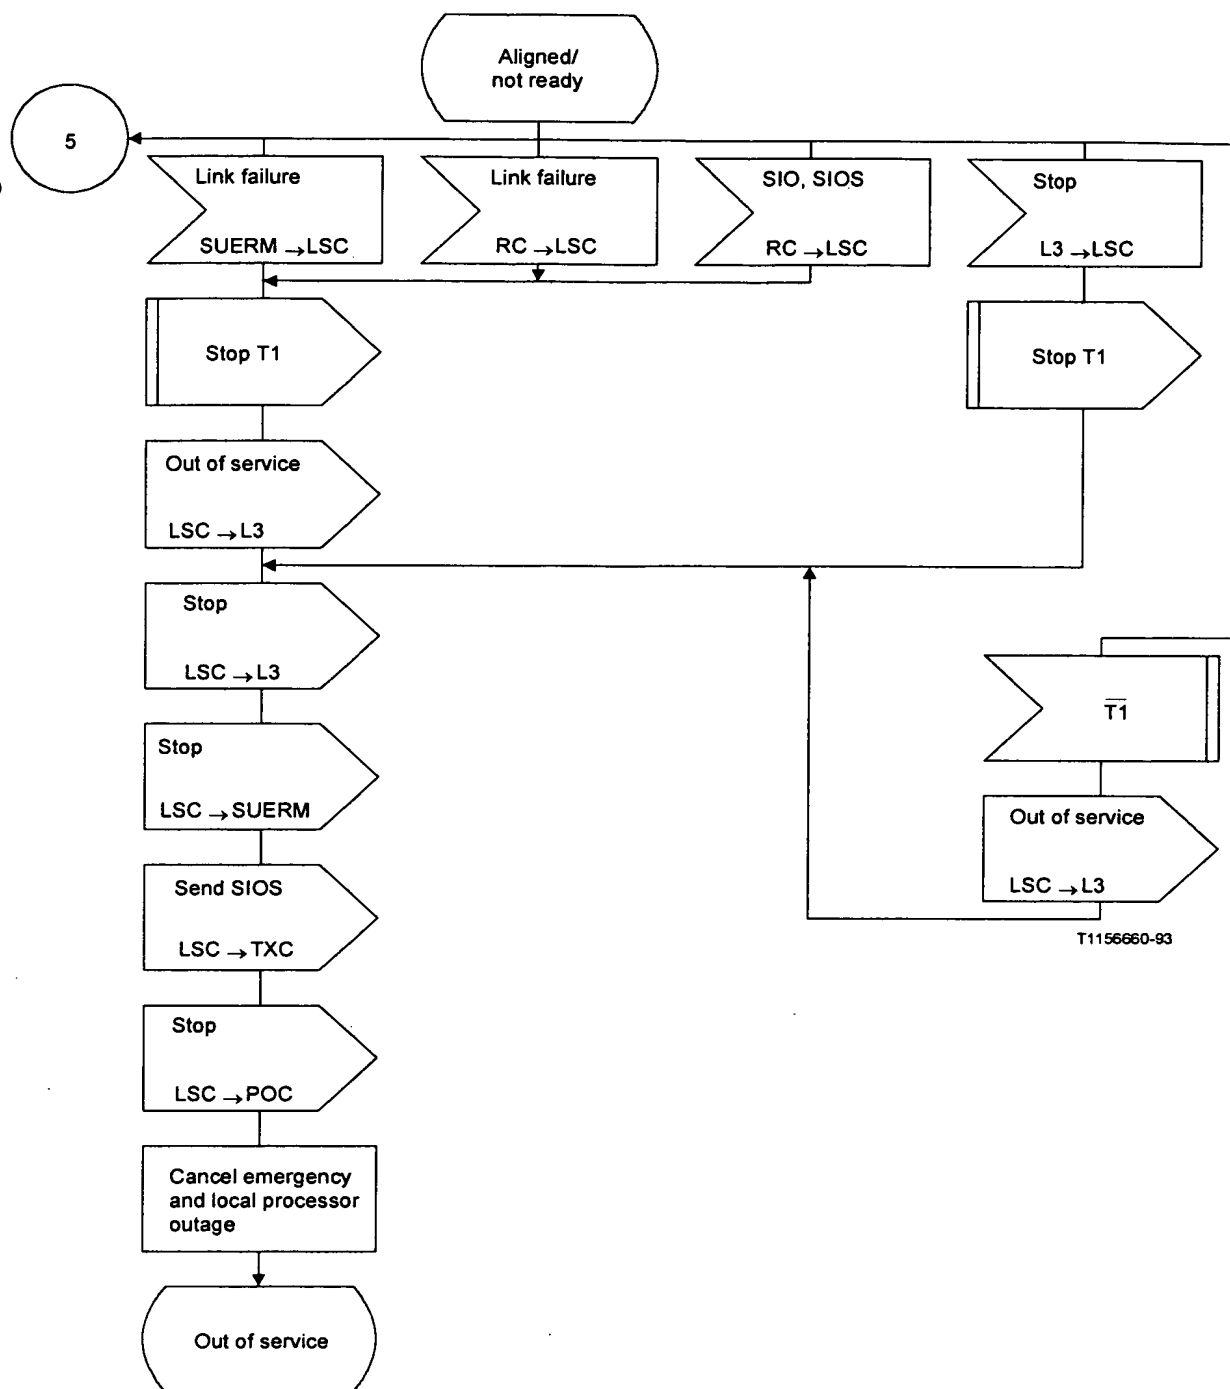 Aligned/
not ready
5
Link failure
SUERM → LSC
Link failure
RC → LSC
SIO, SIOS
RC → LSC
Stop
L3 → LSC
Stop T1
Stop T1
Out of service
LSC → L3
Stop
LSC → L3
T1
Stop
LSC → SUERM
Out of service
LSC → L3
T1156660-93
Send SIOS
LSC → TXC
Stop
LSC → POC
Cancel emergency
and local processor
outage
Out of service